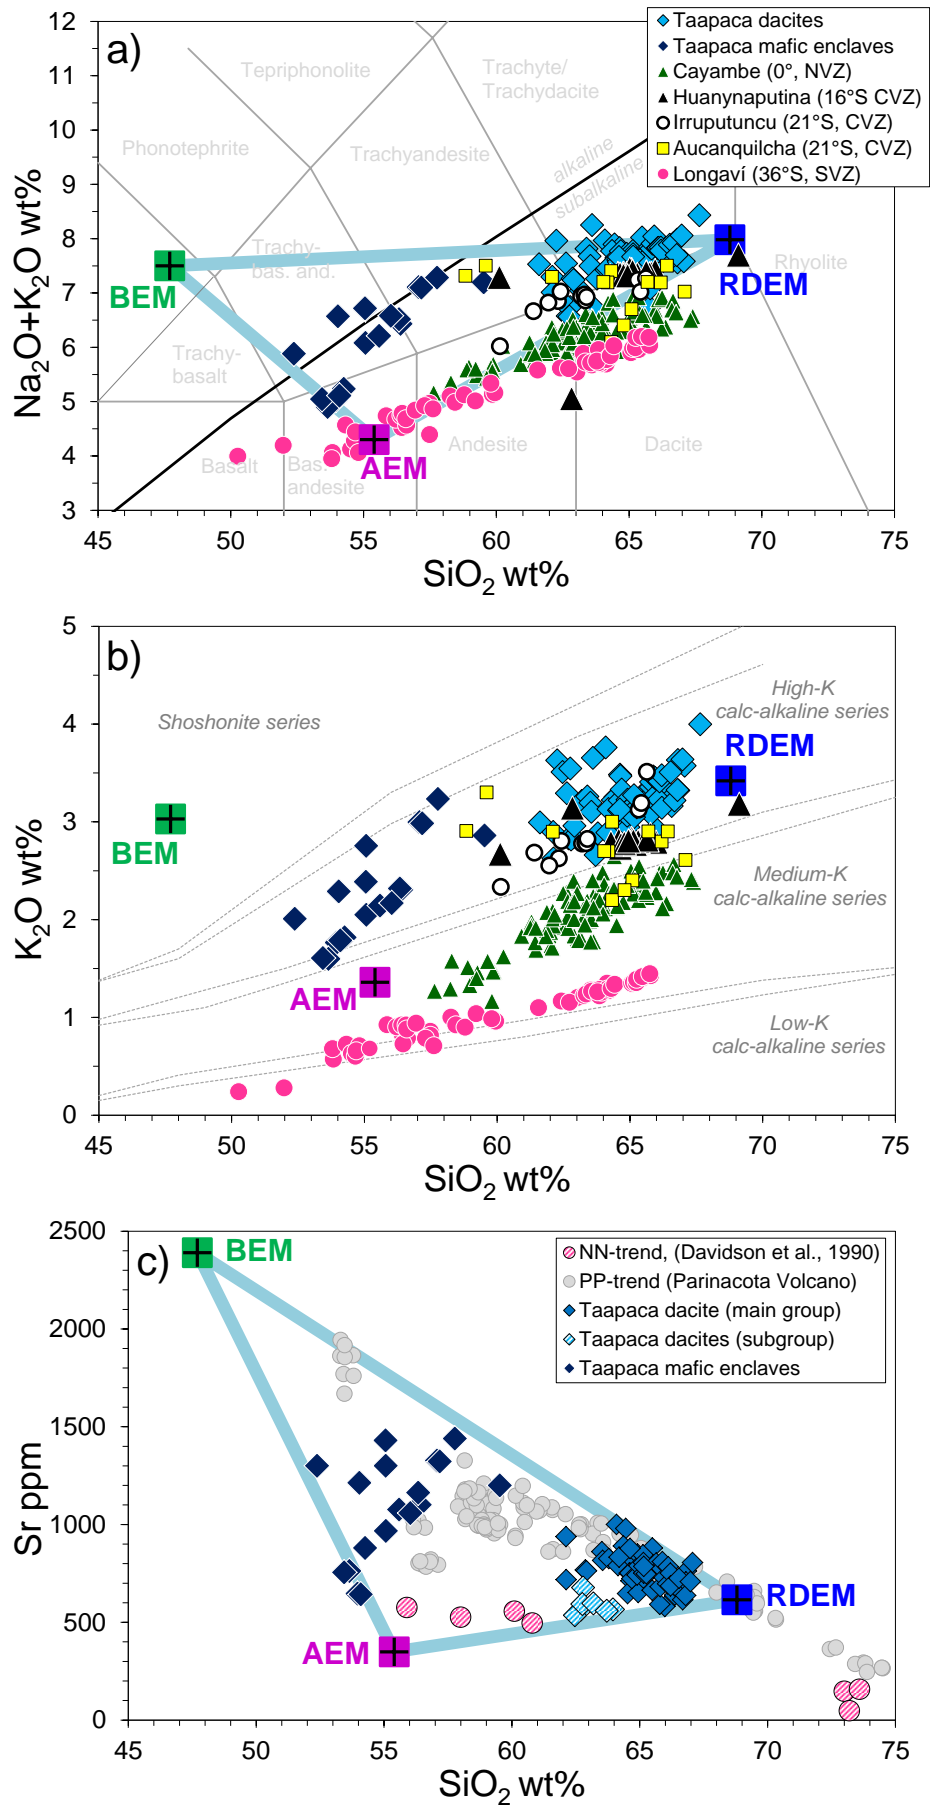 a)
Taapaca dacites
Taapaca mafic enclaves
Cayambe (0°, NVZ)
Huanynaputina (16°S CVZ)
Irruputuncu (21°S, CVZ)
Aucanquilcha (21°S, CVZ)
Longaví (36°S, SVZ)
Tepriphonolite
Trachyte/
Trachydacite
Phonotephrite
Trachyandesite
alkaline
subalkaline
Trachy-
bas. and.
Rhyolite
Trachy-
basalt
Basalt
Bas.
andesite
Andesite
Dacite
BEM
RDEM
AEM
12
11
10
9
8
7
6
5
4
3
Na2O+K2O wt%
45 50 55 60 65 70 75
SiO2 wt%
b)
Shoshonite series
High-K
calc-alkaline series
RDEM
BEM
Medium-K
calc-alkaline series
AEM
Low-K
calc-alkaline series
5
4
3
2
1
0
K2O wt%
45 50 55 60 65 70 75
SiO2 wt%
c)
BEM
NN-trend, (Davidson et al., 1990)
PP-trend (Parinacota Volcano)
Taapaca dacite (main group)
Taapaca dacites (subgroup)
Taapaca mafic enclaves
RDEM
AEM
2500
2000
1500
1000
500
0
Sr ppm
45 50 55 60 65 70 75
SiO2 wt%